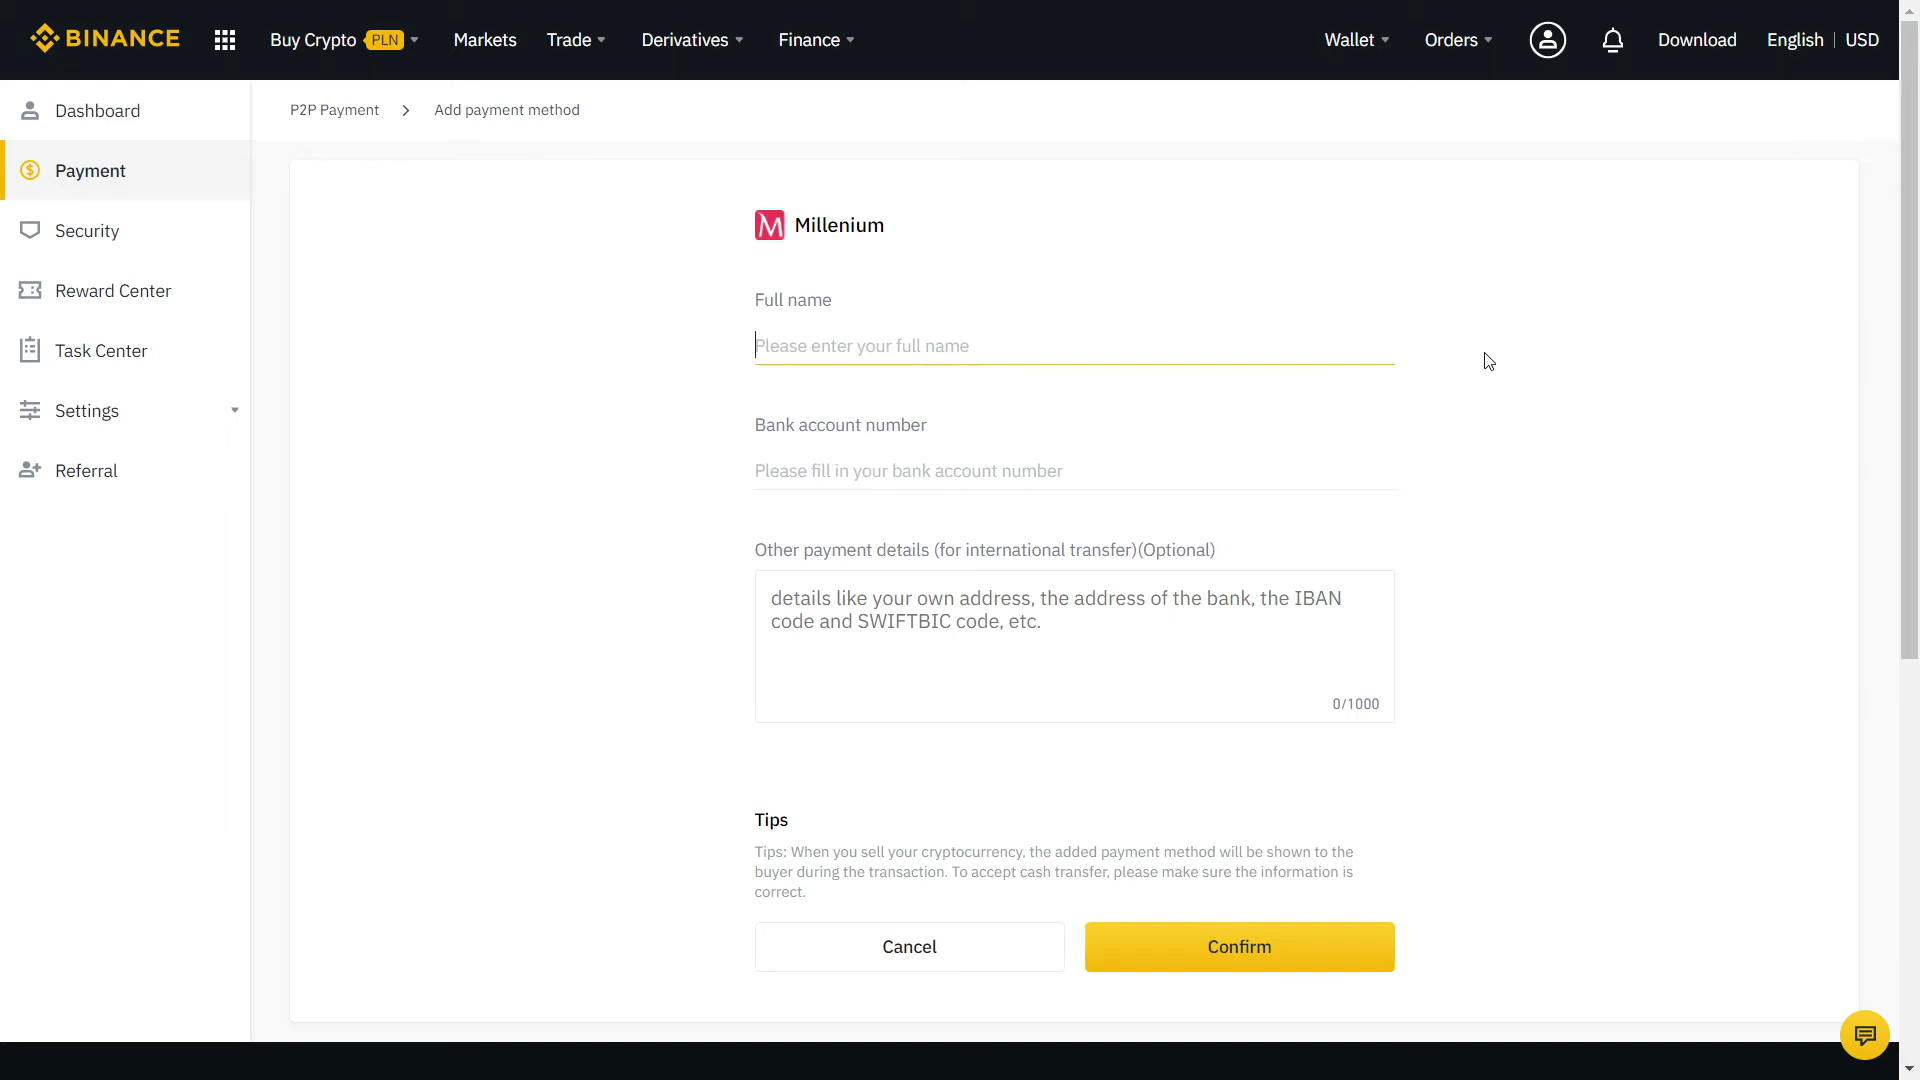 BINANCE
Buy Crypto PLN
Markets
Trade
Derivatives
Finance
Wallet
Orders
Download
English
USD
Dashboard
Payment
Security
Reward Center
Task Center
Settings
Referral
P2P Payment
Add payment method
Millenium
Full name
Please enter your full name
Bank account number
Please fill in your bank account number
Other payment details (for international transfer)(Optional)
details like your own address, the address of the bank, the IBAN
code and SWIFTBIC code, etc.
0/1000
Tips
Tips: When you sell your cryptocurrency, the added payment method will be shown to the
buyer during the transaction. To accept cash transfer, please make sure the information is
correct.
Cancel
Confirm